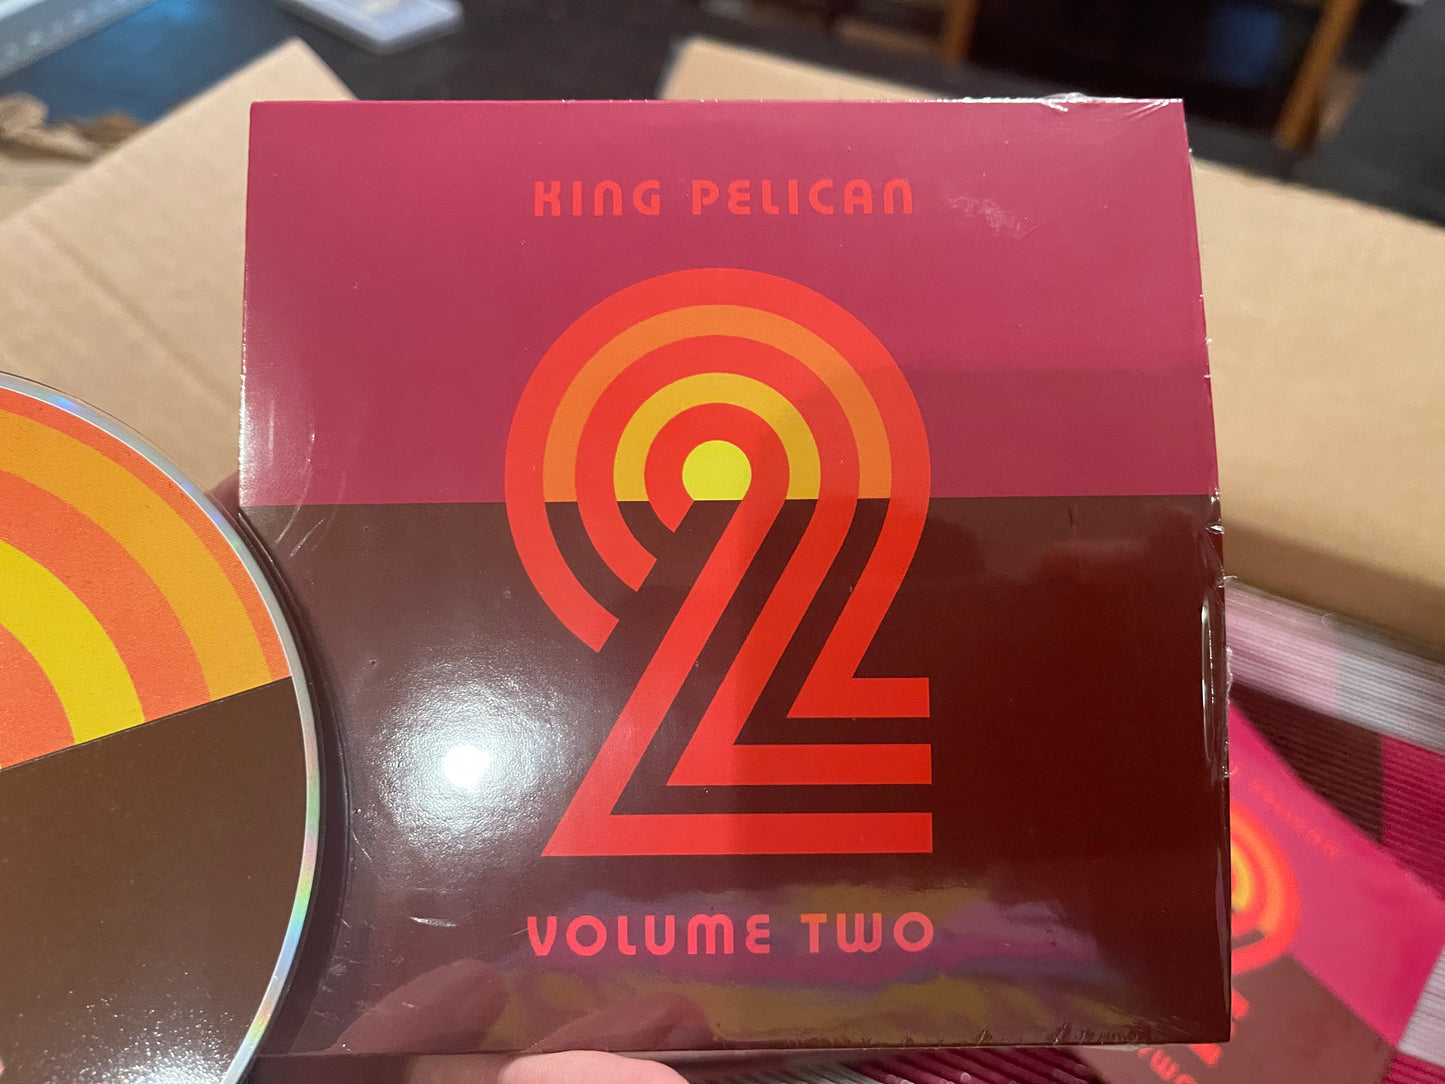 KING PELICAN
2
VOLUME TWO